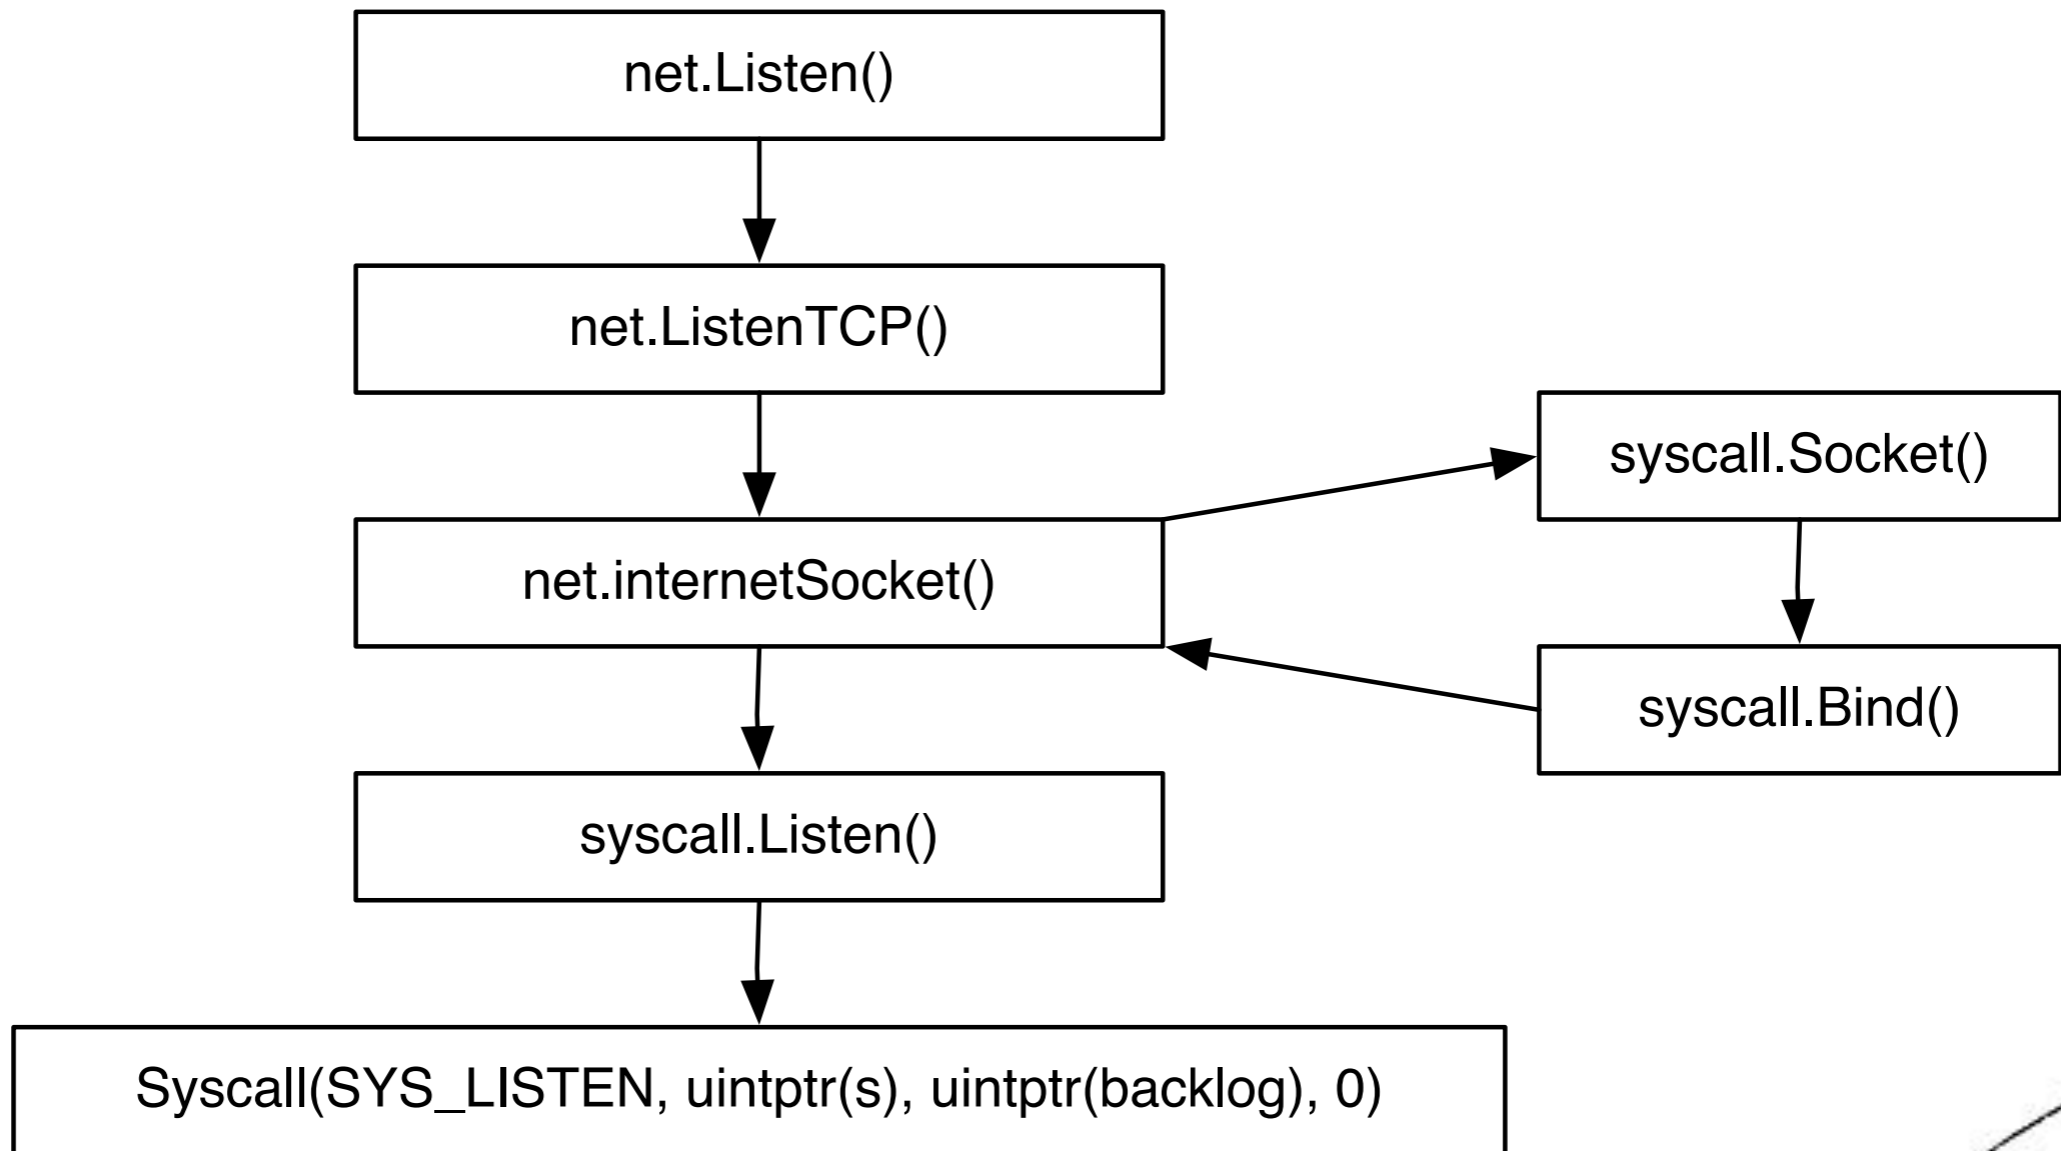 net.Listen()
net.ListenTCP()
syscall.Socket()
net.internetSocket()
syscall.Bind()
syscall.Listen()
Syscall(SYS_LISTEN, uintptr(s), uintptr(backlog), 0)